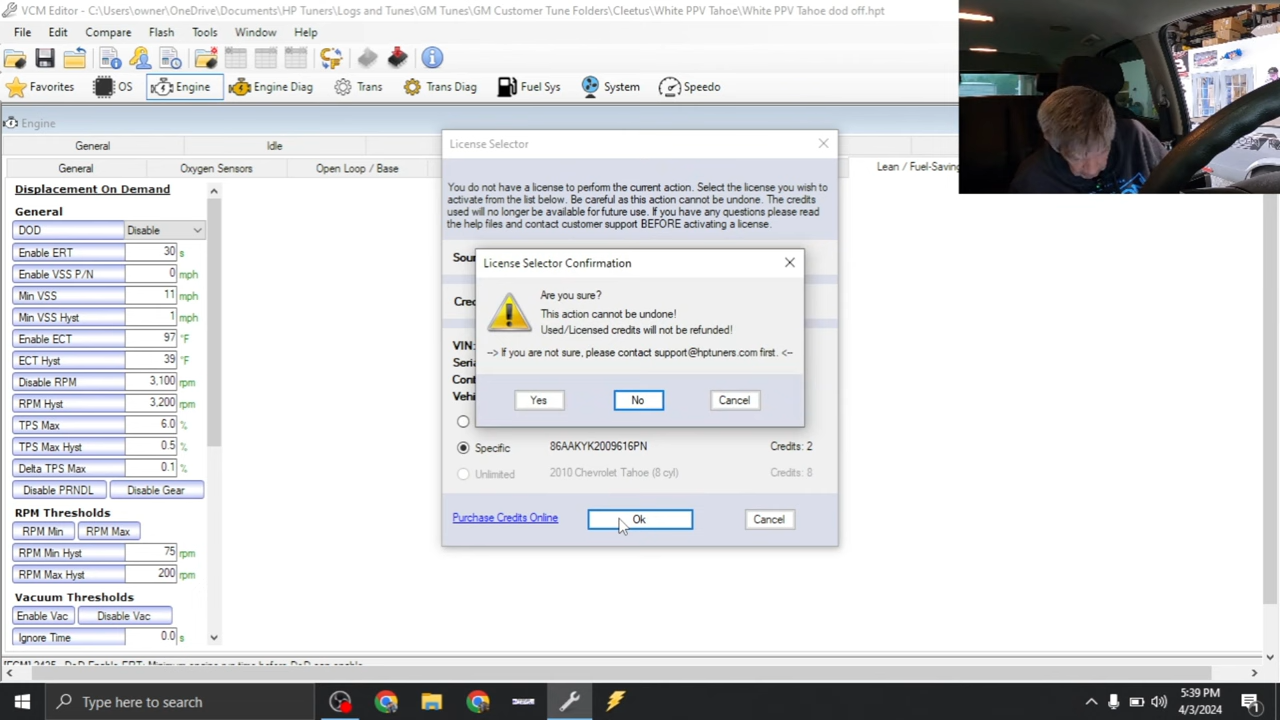 VCM Editor - C:\Users\owner\OneDrive\Documents\HP Tuners\Logs and Tunes\GM Tunes\GM Customer Tune Folders\Cleetus\White PPV Tahoe\White PPV Tahoe dod off.hpt
File Edit Compare Flash Tools Window Help
Favorites OS Engine Engine Diag Trans Trans Diag Fuel Sys System Speedo
Engine
General Idle
General Oxygen Sensors Open Loop / Base Lean / Fuel-Saving
Displacement On Demand
General
DOD Disable
Enable ERT 30 s
Enable VSS P/N 0 mph
Min VSS 11 mph
Min VSS Hyst 1 mph
Enable ECT 97 °F
ECT Hyst 39 °F
Disable RPM 3,100 rpm
RPM Hyst 3,200 rpm
TPS Max 6.0 %
TPS Max Hyst 0.5 %
Delta TPS Max 0.1 %
Disable PRNDL Disable Gear
RPM Thresholds
RPM Min RPM Max
RPM Min Hyst 75 rpm
RPM Max Hyst 200 rpm
Vacuum Thresholds
Enable Vac Disable Vac
Ignore Time 0.0 s
License Selector
You do not have a license to perfom the current action. Select the license you wish to
activate from the list below. Be careful as this action cannot be undone. The credits
used will no longer be available for future use. If you have any questions please read
the help files and contact customer support BEFORE activating a license.
VIN:
License Selector Confirmation
Are you sure?
This action cannot be undone!
Used/Licensed credits will not be refunded!
--> If you are not sure, please contact support@hptuners.com first. <--
Yes No Cancel
Specific 86AAKYK2009616PN Credits: 2
Unlimited 2010 Chevrolet Tahoe (8 cyl) Credits: 8
Purchase Credits Online Ok Cancel
Type here to search
5:39 PM
4/3/2024